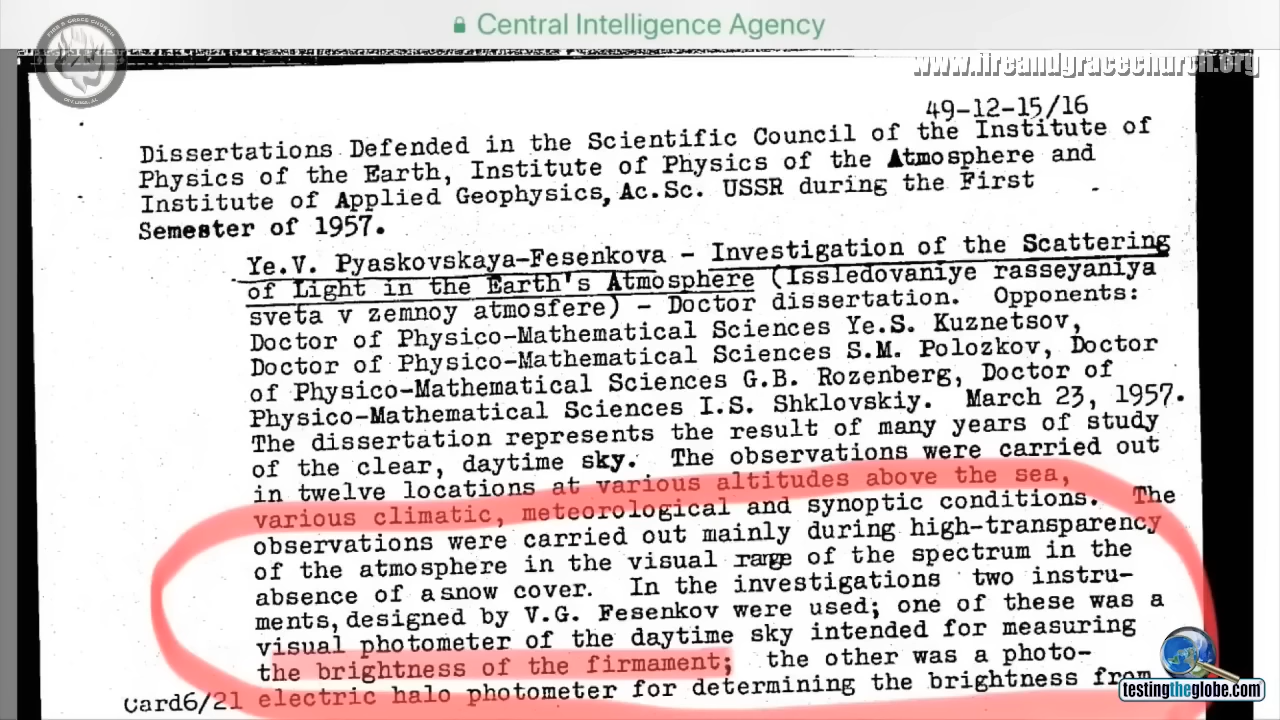 Central Intelligence Agency
www.fireandgracechurch.org
49-12-15/16
Dissertations Defended in the Scientific Council of the Institute of
Physics of the Earth, Institute of Physics of the Atmosphere and
Institute of Applied Geophysics, Ac.Sc. USSR during the First
Semester of 1957.
Ye.V. Pyaskovskaya-Fesenkova - Investigation of the Scattering
of Light in the Earth's Atmosphere (Issledovaniye rasseyaniya
sveta v zemnoy atmosfere) - Doctor dissertation. Opponents:
Doctor of Physico-Mathematical Sciences Ye.S. Kuznetsov,
Doctor of Physico-Mathematical Sciences S.M. Polozkov, Doctor
of Physico-Mathematical Sciences G.B. Rozenberg, Doctor of
Physico-Mathematical Sciences I.S. Shklovskiy. March 23, 1957.
The dissertation represents the result of many years of study
of the clear, daytime sky. The observations were carried out
in twelve locations at various altitudes above the sea,
various climatic, meteorological and synoptic conditions. The
observations were carried out mainly during high-transparency
of the atmosphere in the visual range of the spectrum in the
absence of a snow cover. In the investigations two instru-
ments, designed by V.G. Fesenkov were used; one of these was a
visual photometer of the daytime sky intended for measuring
the brightness of the firmament; the other was a photo-
Card6/21 electric halo photometer for determining the brightness from
testingtheglobe.com